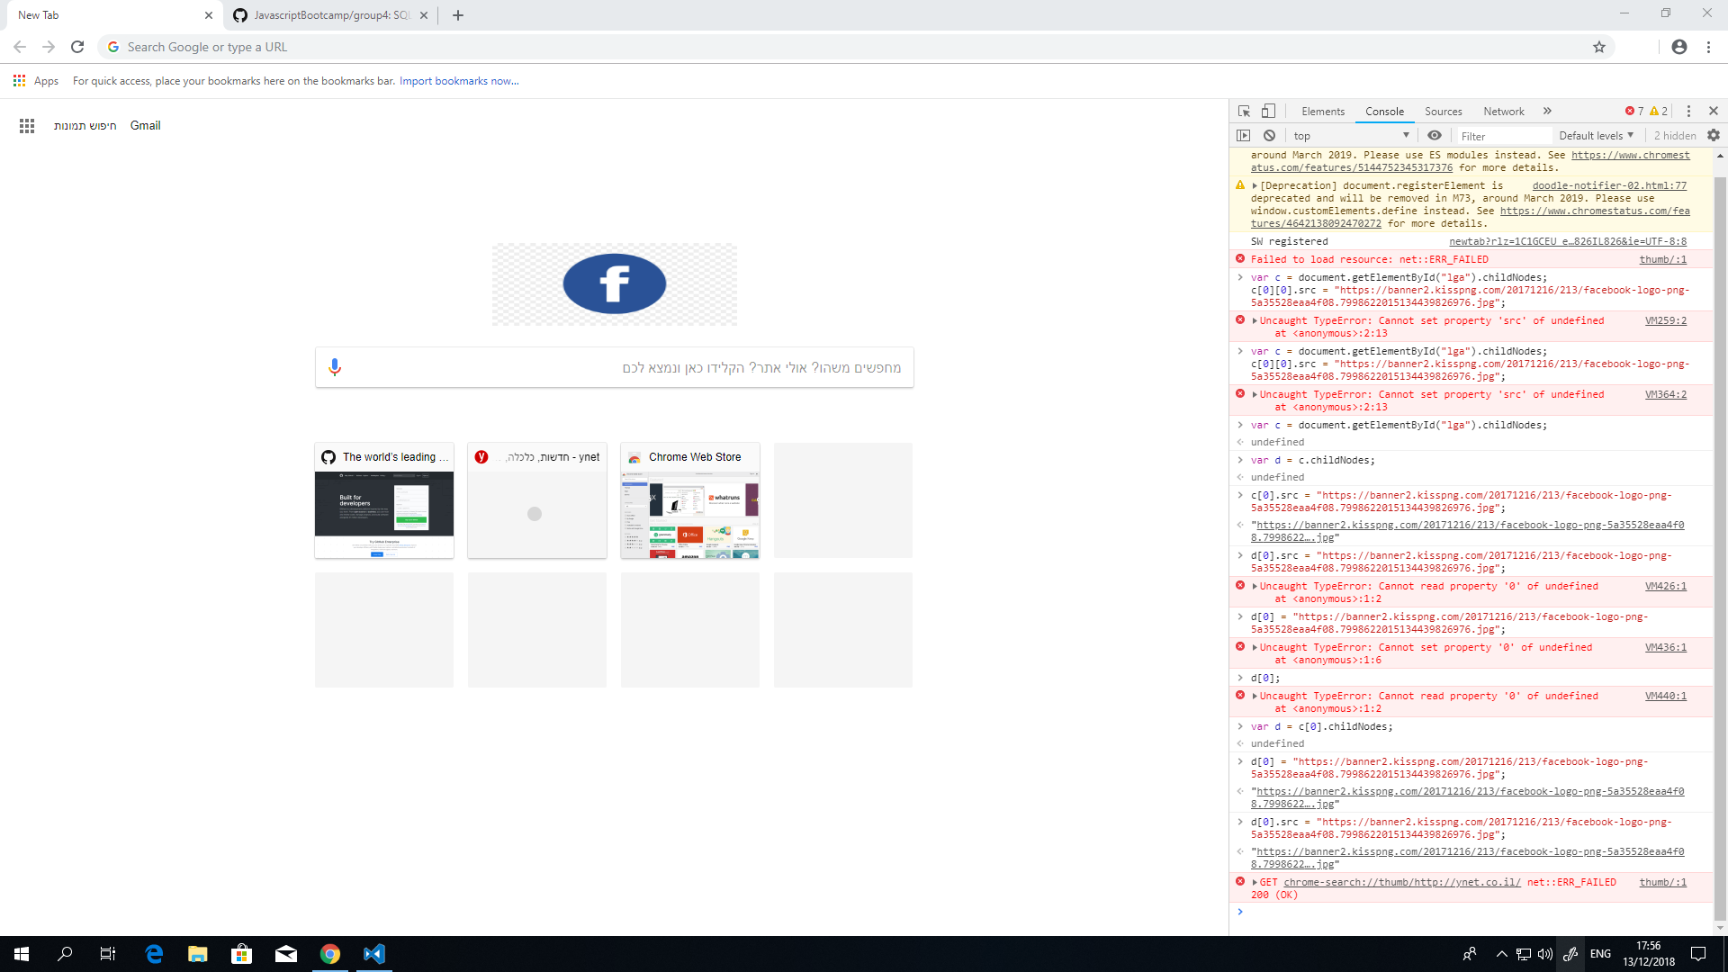 New Tab
JavascriptBootcamp/group4: SQL
Search Google or type a URL
Apps
For quick access, place your bookmarks here on the bookmarks bar. Import bookmarks now...
חיפוש תמונות
Gmail
f
מחפשים משהו? אולי אתר? הקלידו כאן ונמצא לכם
The world's leading ...
ynet - חדשות, כלכלה, ...
Chrome Web Store
Built for
developers
whatruns
Elements
Console
Sources
Network
7
2
top
Filter
Default levels
2 hidden
around March 2019. Please use ES modules instead. See https://www.chromest
atus.com/features/5144752345317376 for more details.
[Deprecation] document.registerElement is doodle-notifier-02.html:77
deprecated and will be removed in M73, around March 2019. Please use
window.customElements.define instead. See https://www.chromestatus.com/fea
tures/4642138092470272 for more details.
SW registered newtab?rlz=1C1GCEU_e…826IL826&ie=UTF-8:8
Failed to load resource: net::ERR_FAILED thumb/:1
var c = document.getElementById("lga").childNodes;
c[0][0].src = "https://banner2.kisspng.com/20171216/213/facebook-logo-png-
5a35528eaa4f08.7998622015134439826976.jpg";
Uncaught TypeError: Cannot set property 'src' of undefined VM259:2
at <anonymous>:2:13
var c = document.getElementById("lga").childNodes;
c[0][0].src = "https://banner2.kisspng.com/20171216/213/facebook-logo-png-
5a35528eaa4f08.7998622015134439826976.jpg";
Uncaught TypeError: Cannot set property 'src' of undefined VM364:2
at <anonymous>:2:13
var c = document.getElementById("lga").childNodes;
undefined
var d = c.childNodes;
undefined
c[0].src = "https://banner2.kisspng.com/20171216/213/facebook-logo-png-
5a35528eaa4f08.7998622015134439826976.jpg";
"https://banner2.kisspng.com/20171216/213/facebook-logo-png-5a35528eaa4f0
8.7998622….jpg"
d[0].src = "https://banner2.kisspng.com/20171216/213/facebook-logo-png-
5a35528eaa4f08.7998622015134439826976.jpg";
Uncaught TypeError: Cannot read property '0' of undefined VM426:1
at <anonymous>:1:2
d[0] = "https://banner2.kisspng.com/20171216/213/facebook-logo-png-
5a35528eaa4f08.7998622015134439826976.jpg";
Uncaught TypeError: Cannot set property '0' of undefined VM436:1
at <anonymous>:1:6
d[0];
Uncaught TypeError: Cannot read property '0' of undefined VM440:1
at <anonymous>:1:2
var d = c[0].childNodes;
undefined
d[0] = "https://banner2.kisspng.com/20171216/213/facebook-logo-png-
5a35528eaa4f08.7998622015134439826976.jpg";
"https://banner2.kisspng.com/20171216/213/facebook-logo-png-5a35528eaa4f0
8.7998622….jpg"
d[0].src = "https://banner2.kisspng.com/20171216/213/facebook-logo-png-
5a35528eaa4f08.7998622015134439826976.jpg";
"https://banner2.kisspng.com/20171216/213/facebook-logo-png-5a35528eaa4f0
8.7998622….jpg"
GET chrome-search://thumb/http://ynet.co.il/ net::ERR_FAILED thumb/:1
200 (OK)
ENG
17:56
13/12/2018